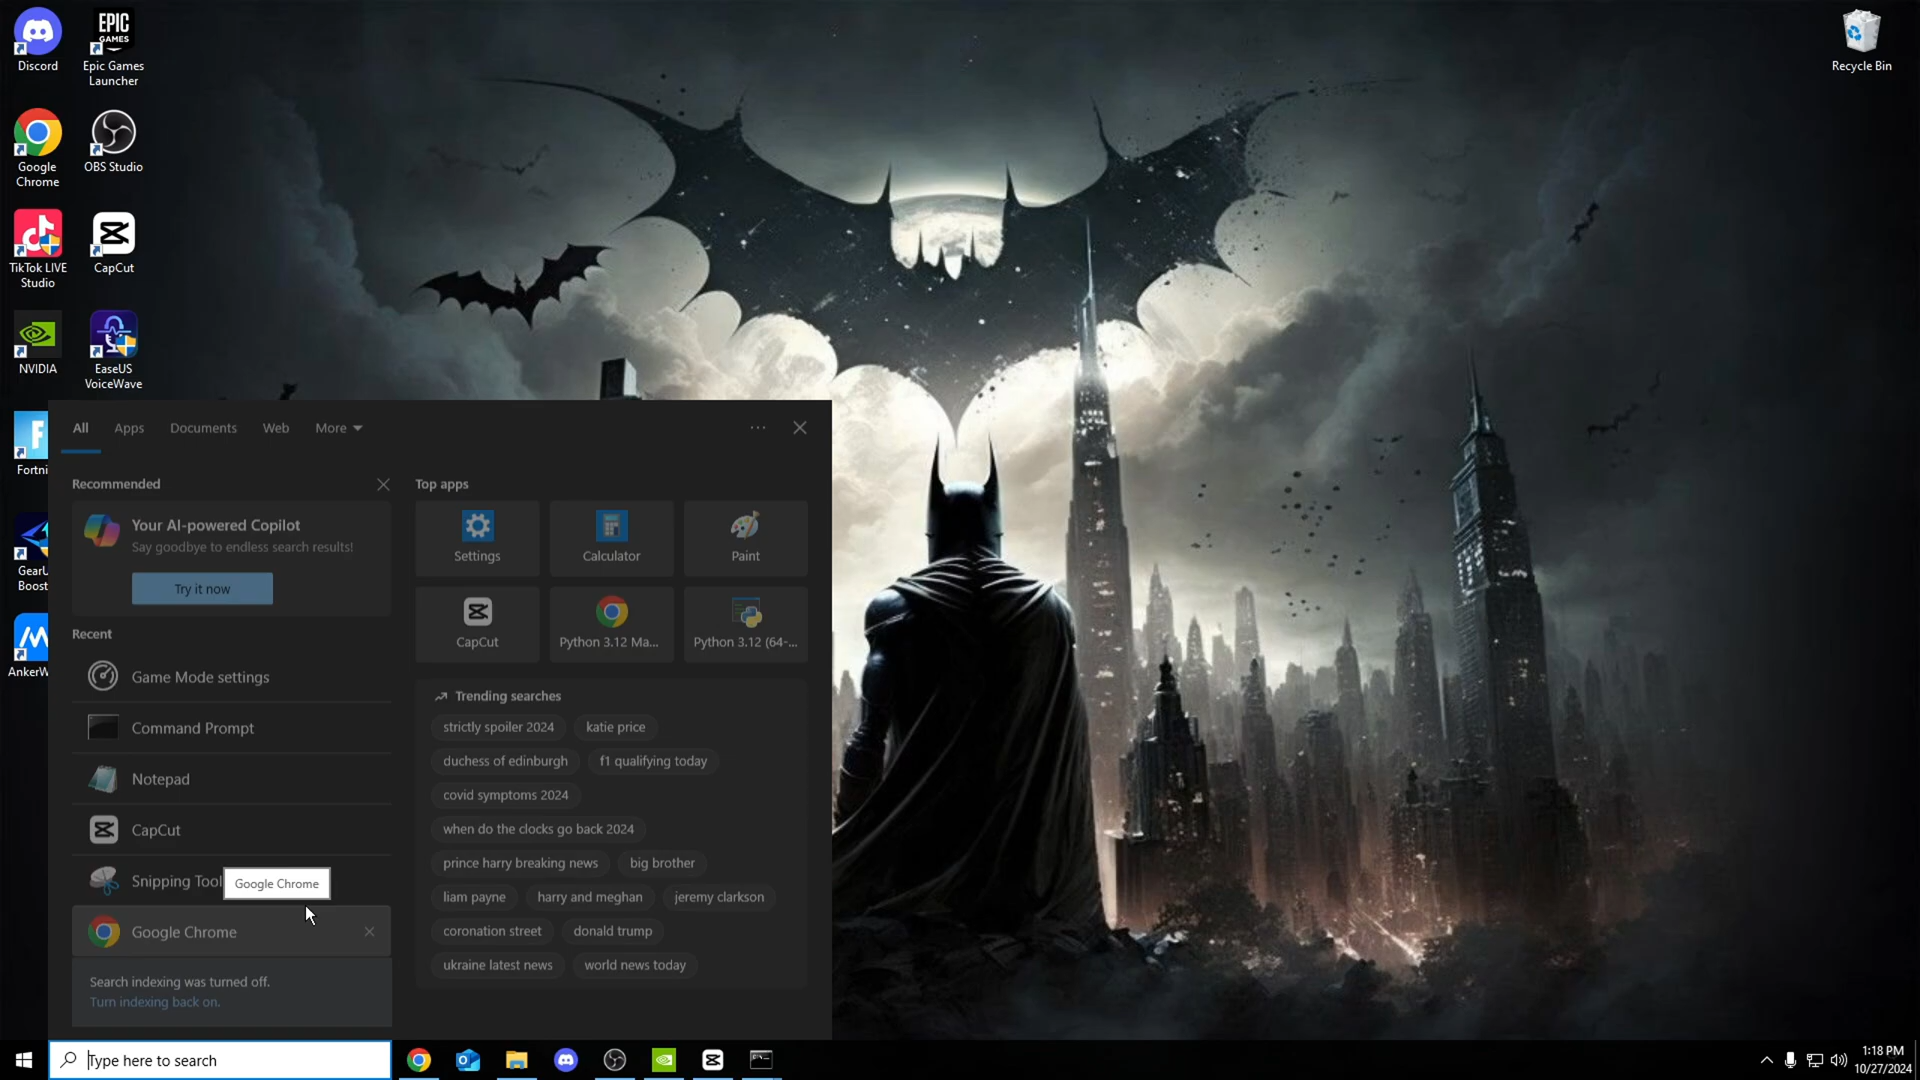 Discord
EPIC
GAMES
Epic Games
Launcher
Recycle Bin
Google
Chrome
OBS Studio
TikTok LIVE
Studio
CapCut
NVIDIA
EaseUS
VoiceWave
Fortni
GearU
Boost
AnkerW
All
Apps
Documents
Web
More
Recommended
Your AI-powered Copilot
Say goodbye to endless search results!
Try it now
Recent
Game Mode settings
Command Prompt
Notepad
CapCut
Snipping Tool
Google Chrome
Google Chrome
Search indexing was turned off.
Turn indexing back on.
Top apps
Settings
Calculator
Paint
CapCut
Python 3.12 Ma...
Python 3.12 (64-...
Trending searches
strictly spoiler 2024
katie price
duchess of edinburgh
f1 qualifying today
covid symptoms 2024
when do the clocks go back 2024
prince harry breaking news
big brother
liam payne
harry and meghan
jeremy clarkson
coronation street
donald trump
ukraine latest news
world news today
Type here to search
1:18 PM
10/27/2024